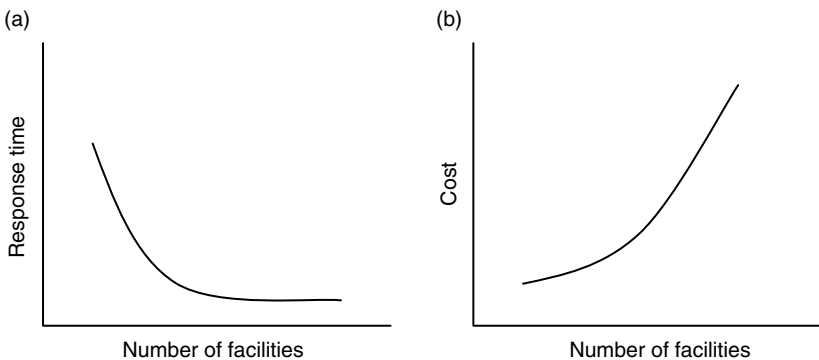 (a)
Response time
Number of facilities
(b)
Cost
Number of facilities